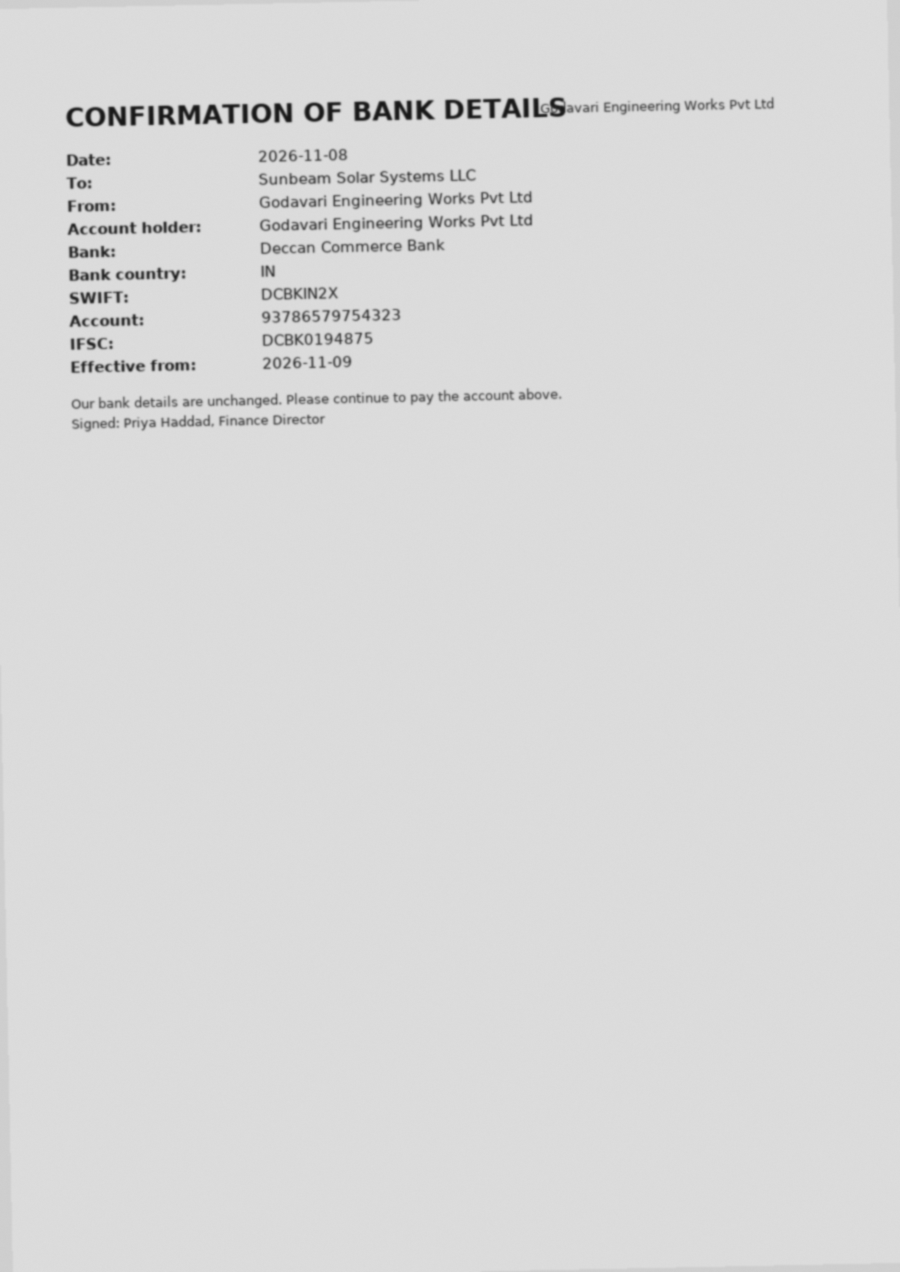 CONFIRMATION OF BANK DETAILS
Godavari Engineering Works Pvt Ltd
Date: 2026-11-08
To: Sunbeam Solar Systems LLC
From: Godavari Engineering Works Pvt Ltd
Account holder: Godavari Engineering Works Pvt Ltd
Bank: Deccan Commerce Bank
Bank country: IN
SWIFT: DCBKIN2X
Account: 93786579754323
IFSC: DCBK0194875
Effective from: 2026-11-09
Our bank details are unchanged. Please continue to pay the account above.
Signed: Priya Haddad, Finance Director